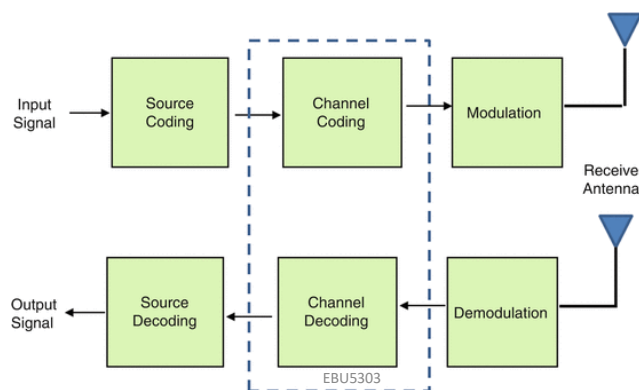 Input
Signal
Source
Coding
Channel
Coding
Modulation
Receive
Antenna
Output
Signal
Source
Decoding
Channel
Decoding
Demodulation
EBU5303